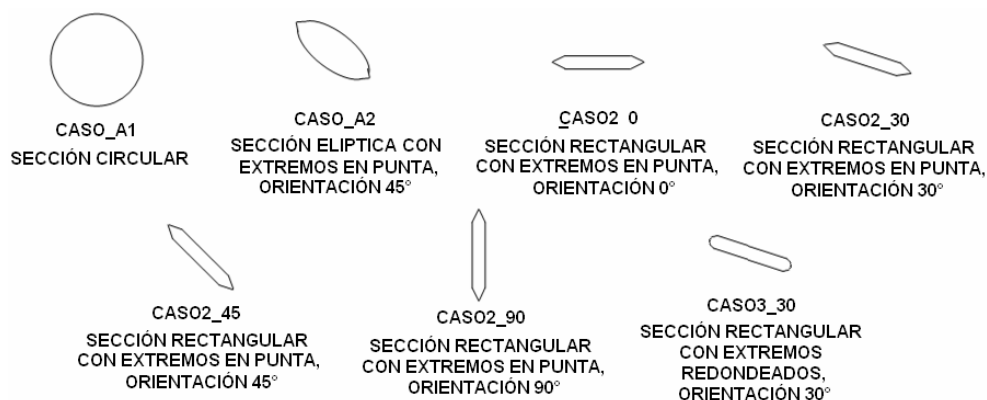 CASO_A1
SECCIÓN CIRCULAR
CASO_A2
SECCIÓN ELIPTICA CON
EXTREMOS EN PUNTA,
ORIENTACIÓN 45°
CASO2 0
SECCIÓN RECTANGULAR
CON EXTREMOS EN PUNTA,
ORIENTACIÓN 0°
CASO2_30
SECCIÓN RECTANGULAR
CON EXTREMOS EN PUNTA,
ORIENTACIÓN 30°
CASO2_45
SECCIÓN RECTANGULAR
CON EXTREMOS EN PUNTA,
ORIENTACIÓN 45°
CASO2_90
SECCIÓN RECTANGULAR
CON EXTREMOS EN PUNTA,
ORIENTACIÓN 90°
CASO3_30
SECCIÓN RECTANGULAR
CON EXTREMOS
REDONDEADOS,
ORIENTACIÓN 30°